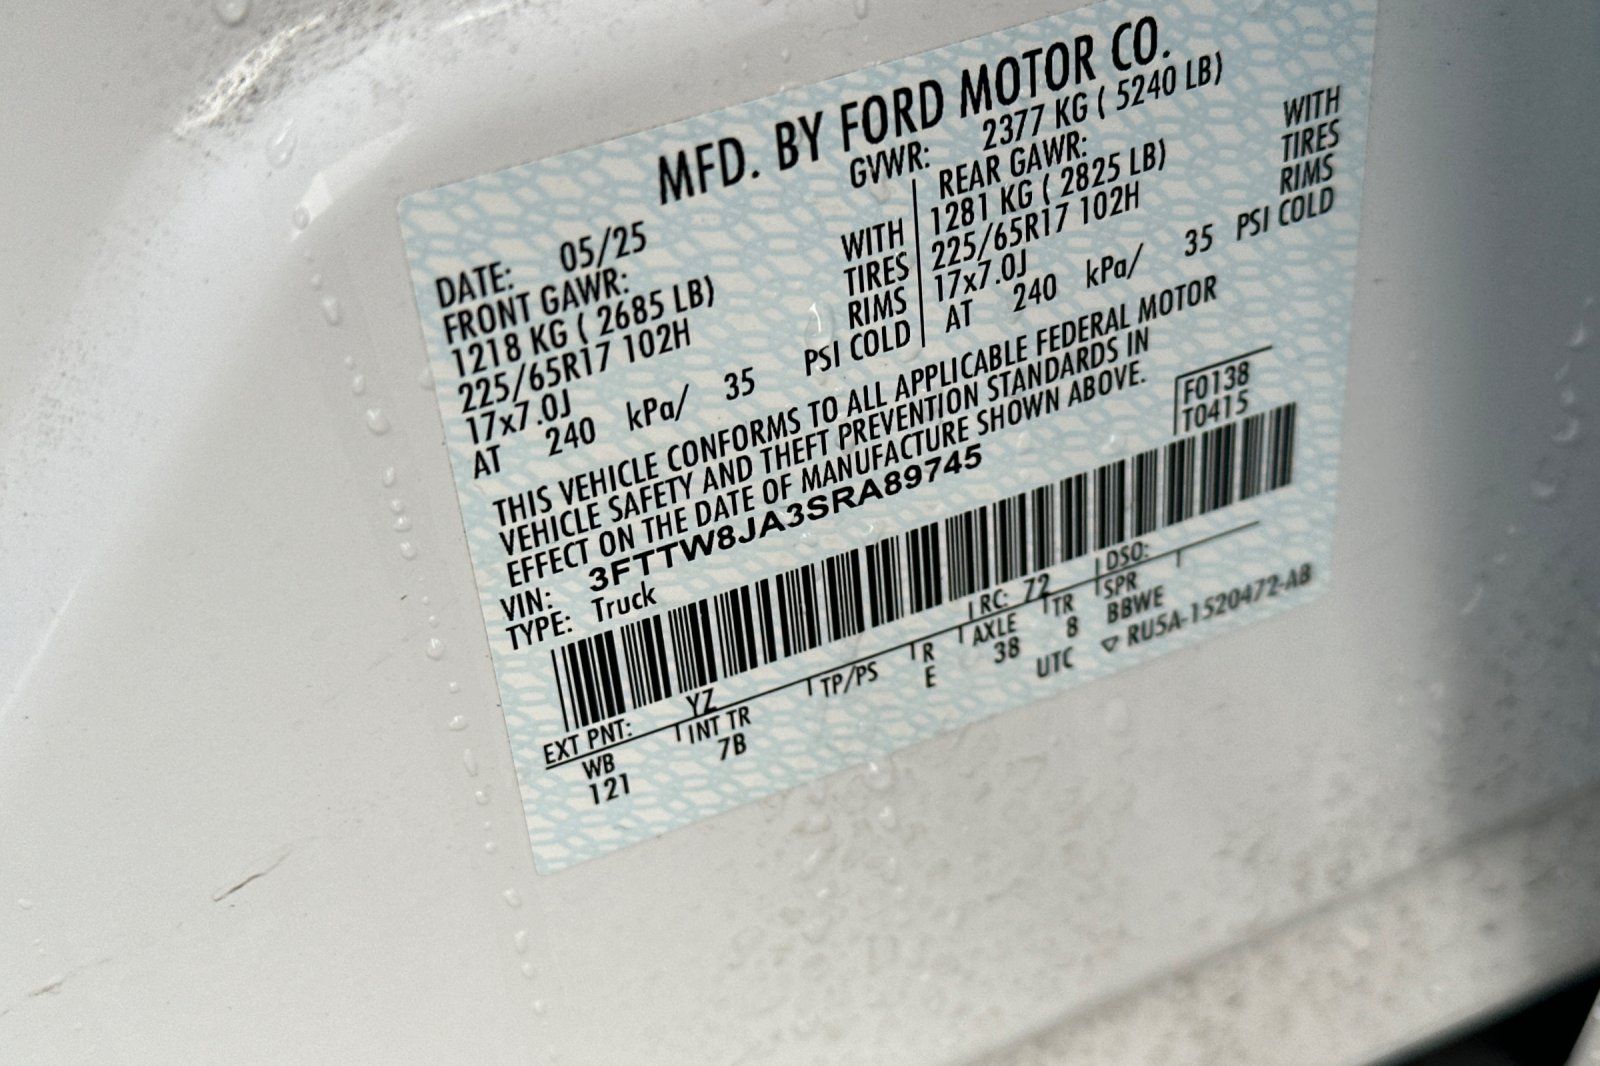 MFD. BY FORD MOTOR CO.
DATE: 05/25 GVWR: 2377 KG ( 5240 LB)
FRONT GAWR: REAR GAWR:
1218 KG ( 2685 LB) WITH 1281 KG ( 2825 LB) WITH
225/65R17 102H TIRES 225/65R17 102H TIRES
17x7.0J RIMS 17x7.0J RIMS
AT 240 kPa/ 35 PSI COLD AT 240 kPa/ 35 PSI COLD
THIS VEHICLE CONFORMS TO ALL APPLICABLE FEDERAL MOTOR
VEHICLE SAFETY AND THEFT PREVENTION STANDARDS IN
EFFECT ON THE DATE OF MANUFACTURE SHOWN ABOVE.
VIN: 3FTTW8JA3SRA89745 F0138
TYPE: Truck T0415
EXT PNT: YZ RC: 72 DSO:
WB INT TR TP/PS R AXLE TR SPR
121 7B E 38 8 BBWE
UTC ▽ RU5A-1520472-AB